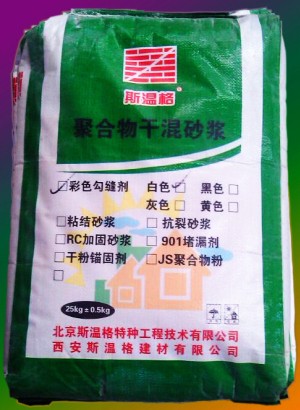 斯温格®
聚合物干混砂浆
☑彩色勾缝剂 白色☑ 黑色□
灰色□ 黄色□
□粘结砂浆 □抗裂砂浆
□RC加固砂浆 □901堵漏剂
□干粉锚固剂 □JS聚合物粉
□
25kg±0.5kg
北京斯温格特种工程技术有限公司
西安斯温格建材有限公司